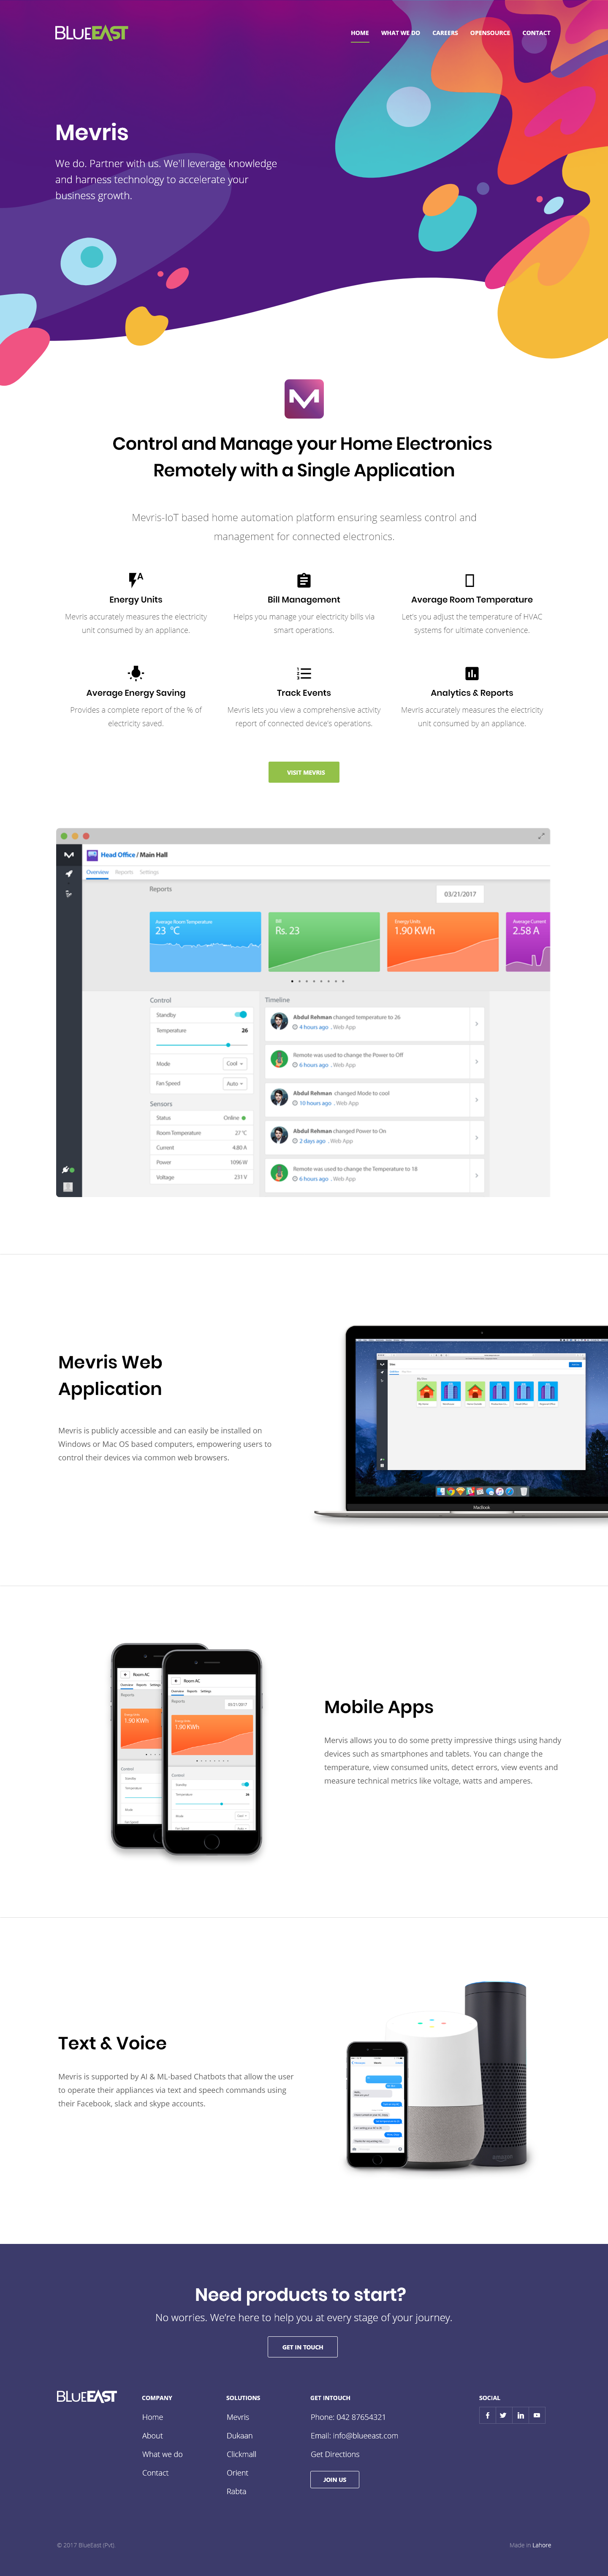 BLUEEAST
HOME WHAT WE DO CAREERS OPENSOURCE CONTACT
Mevris
We do. Partner with us. We'll leverage knowledge
and harness technology to accelerate your
business growth.
Control and Manage your Home Electronics
Remotely with a Single Application
Mevris-IoT based home automation platform ensuring seamless control and
management for connected electronics.
A
Energy Units
Mevris accurately measures the electricity
unit consumed by an appliance.
Bill Management
Helps you manage your electricity bills via
smart operations.
Average Room Temperature
Let's you adjust the temperature of HVAC
systems for ultimate convenience.
Average Energy Saving
Provides a complete report of the % of
electricity saved.
Track Events
Mevris lets you view a comprehensive activity
report of connected device's operations.
Analytics & Reports
Mevris accurately measures the electricity
unit consumed by an appliance.
VISIT MEVRIS
Head Office / Main Hall
Overview Reports Settings
Reports
03/21/2017
Average Room Temperature
23 °C
Rs. 23
Energy Units
1.90 KWh
Average Current
2.58 A
Control
Standby
Temperature 26
Mode Cool
Fan Speed Auto
Sensors
Status Online
Room Temperature 27 °C
Current 4.80 A
Power 1096 W
Voltage 231 V
Timeline
Abdul Rehman changed temperature to 26
4 hours ago . Web App
Remote was used to change the Power to Off
6 hours ago . Web App
Abdul Rehman changed Mode to cool
10 hours ago . Web App
Abdul Rehman changed Power to On
2 days ago . Web App
Remote was used to change the Temperature to 18
6 hours ago . Web App
Mevris Web
Application
Mevris is publicly accessible and can easily be installed on
Windows or Mac OS based computers, empowering users to
control their devices via common web browsers.
MacBook
Room AC
Overview Reports Settings
Reports
03/21/2017
Energy Units
1.90 KWh
Control
Standby
Temperature 26
Mode
Mobile Apps
Mevris allows you to do some pretty impressive things using handy
devices such as smartphones and tablets. You can change the
temperature, view consumed units, detect errors, view events and
measure technical metrics like voltage, watts and amperes.
Text & Voice
Mevris is supported by AI & ML-based Chatbots that allow the user
to operate their appliances via text and speech commands using
their Facebook, slack and skype accounts.
amazon
Need products to start?
No worries. We're here to help you at every stage of your journey.
GET IN TOUCH
BLUEEAST
COMPANY
Home
About
What we do
Contact
SOLUTIONS
Mevris
Dukaan
Clickmall
Orient
Rabta
GET INTOUCH
Phone: 042 87654321
Email: info@blueeast.com
Get Directions
JOIN US
SOCIAL
© 2017 BlueEast (Pvt).
Made in Lahore